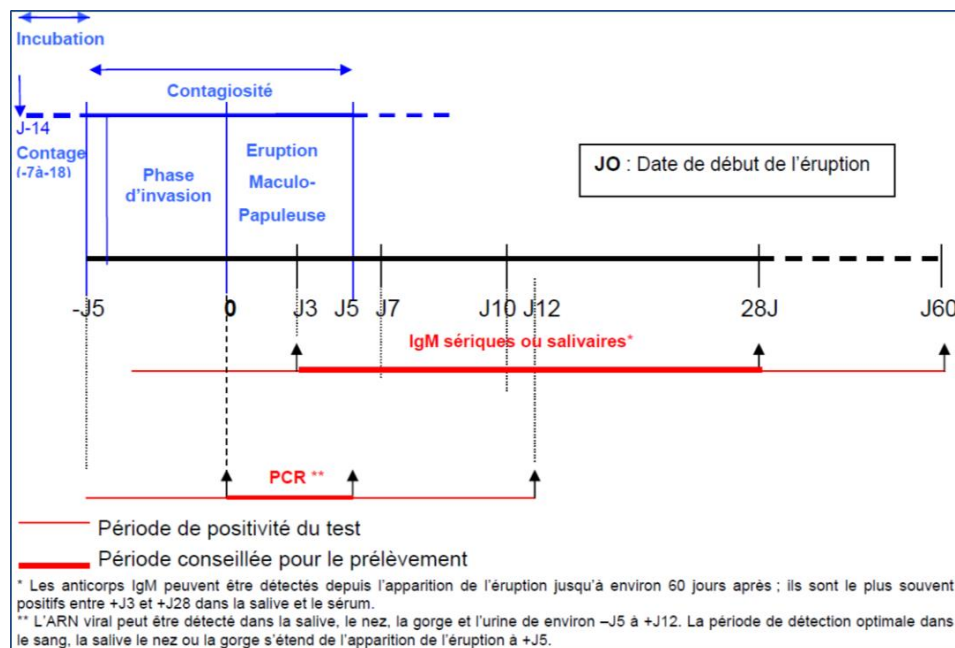 Incubation
Contagiosité
J-14
Contage
(-7à-18)
Phase
d'invasion
Eruption
Maculo-
Papuleuse
JO : Date de début de l'éruption
-J5 0 J3 J5 J7 J10 J12 28J J60
IgM sériques ou salivaires*
PCR **
Période de positivité du test
Période conseillée pour le prélèvement
* Les anticorps IgM peuvent être détectés depuis l'apparition de l'éruption jusqu'à environ 60 jours après ; ils sont le plus souvent
positifs entre +J3 et +J28 dans la salive et le sérum.
** L'ARN viral peut être détecté dans la salive, le nez, la gorge et l'urine de environ –J5 à +J12. La période de détection optimale dans
le sang, la salive le nez ou la gorge s'étend de l'apparition de l'éruption à +J5.